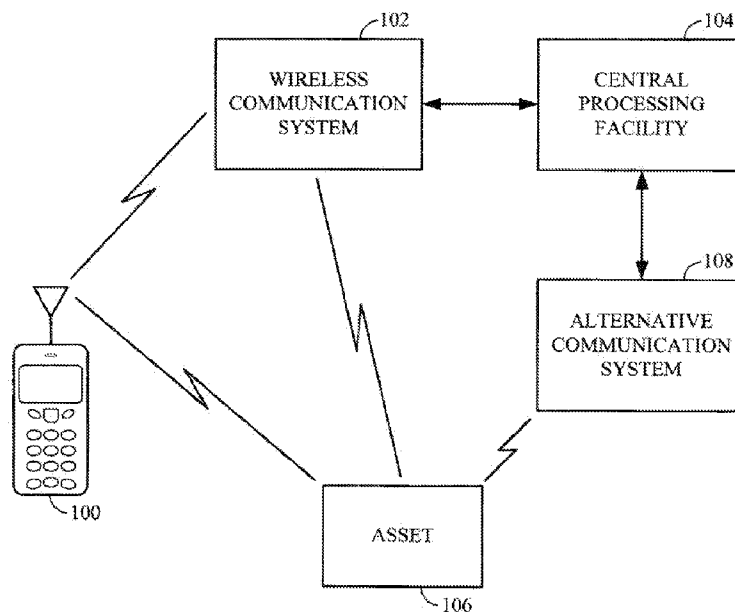 102
WIRELESS
COMMUNICATION
SYSTEM
104
CENTRAL
PROCESSING
FACILITY
108
ALTERNATIVE
COMMUNICATION
SYSTEM
100
ASSET
106